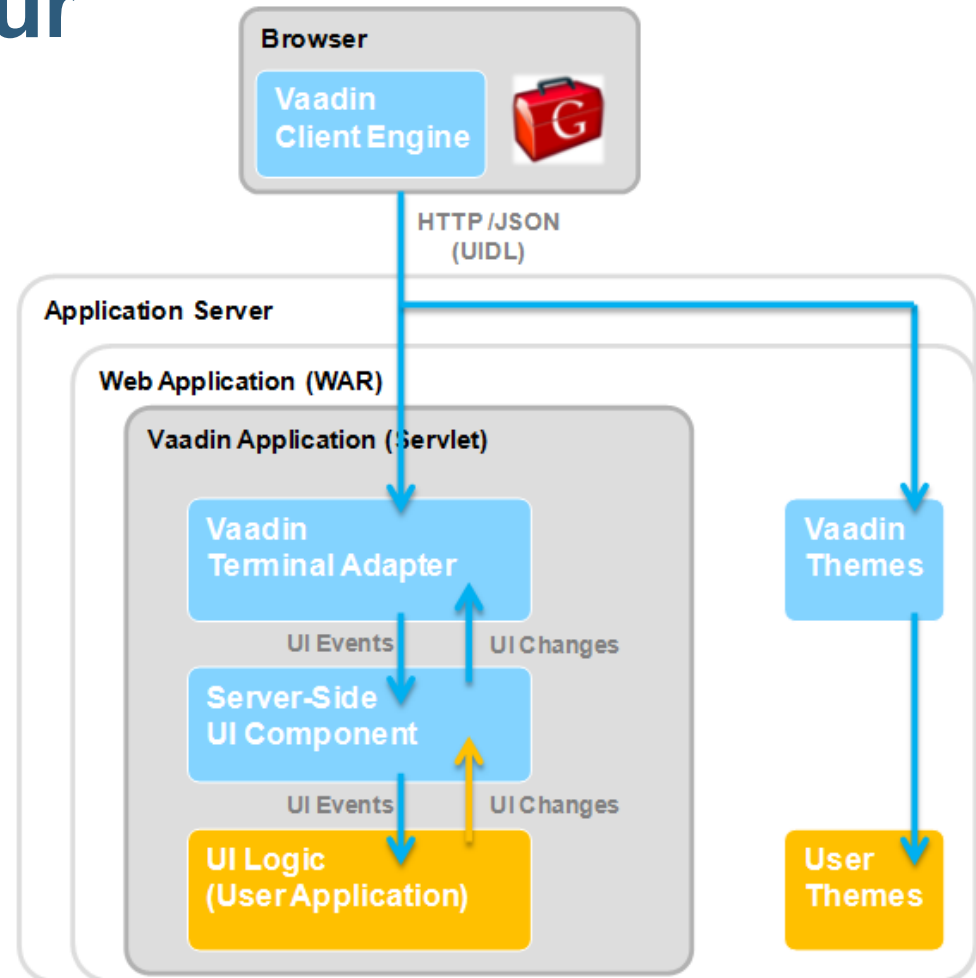 ur
Browser
Vaadin
Client Engine
G
HTTP/JSON
(UIDL)
Application Server
Web Application (WAR)
Vaadin Application (Servlet)
Vaadin
Terminal Adapter
Vaadin
Themes
UI Events
UI Changes
Server-Side
UI Component
UI Events
UI Changes
UI Logic
(User Application)
User
Themes